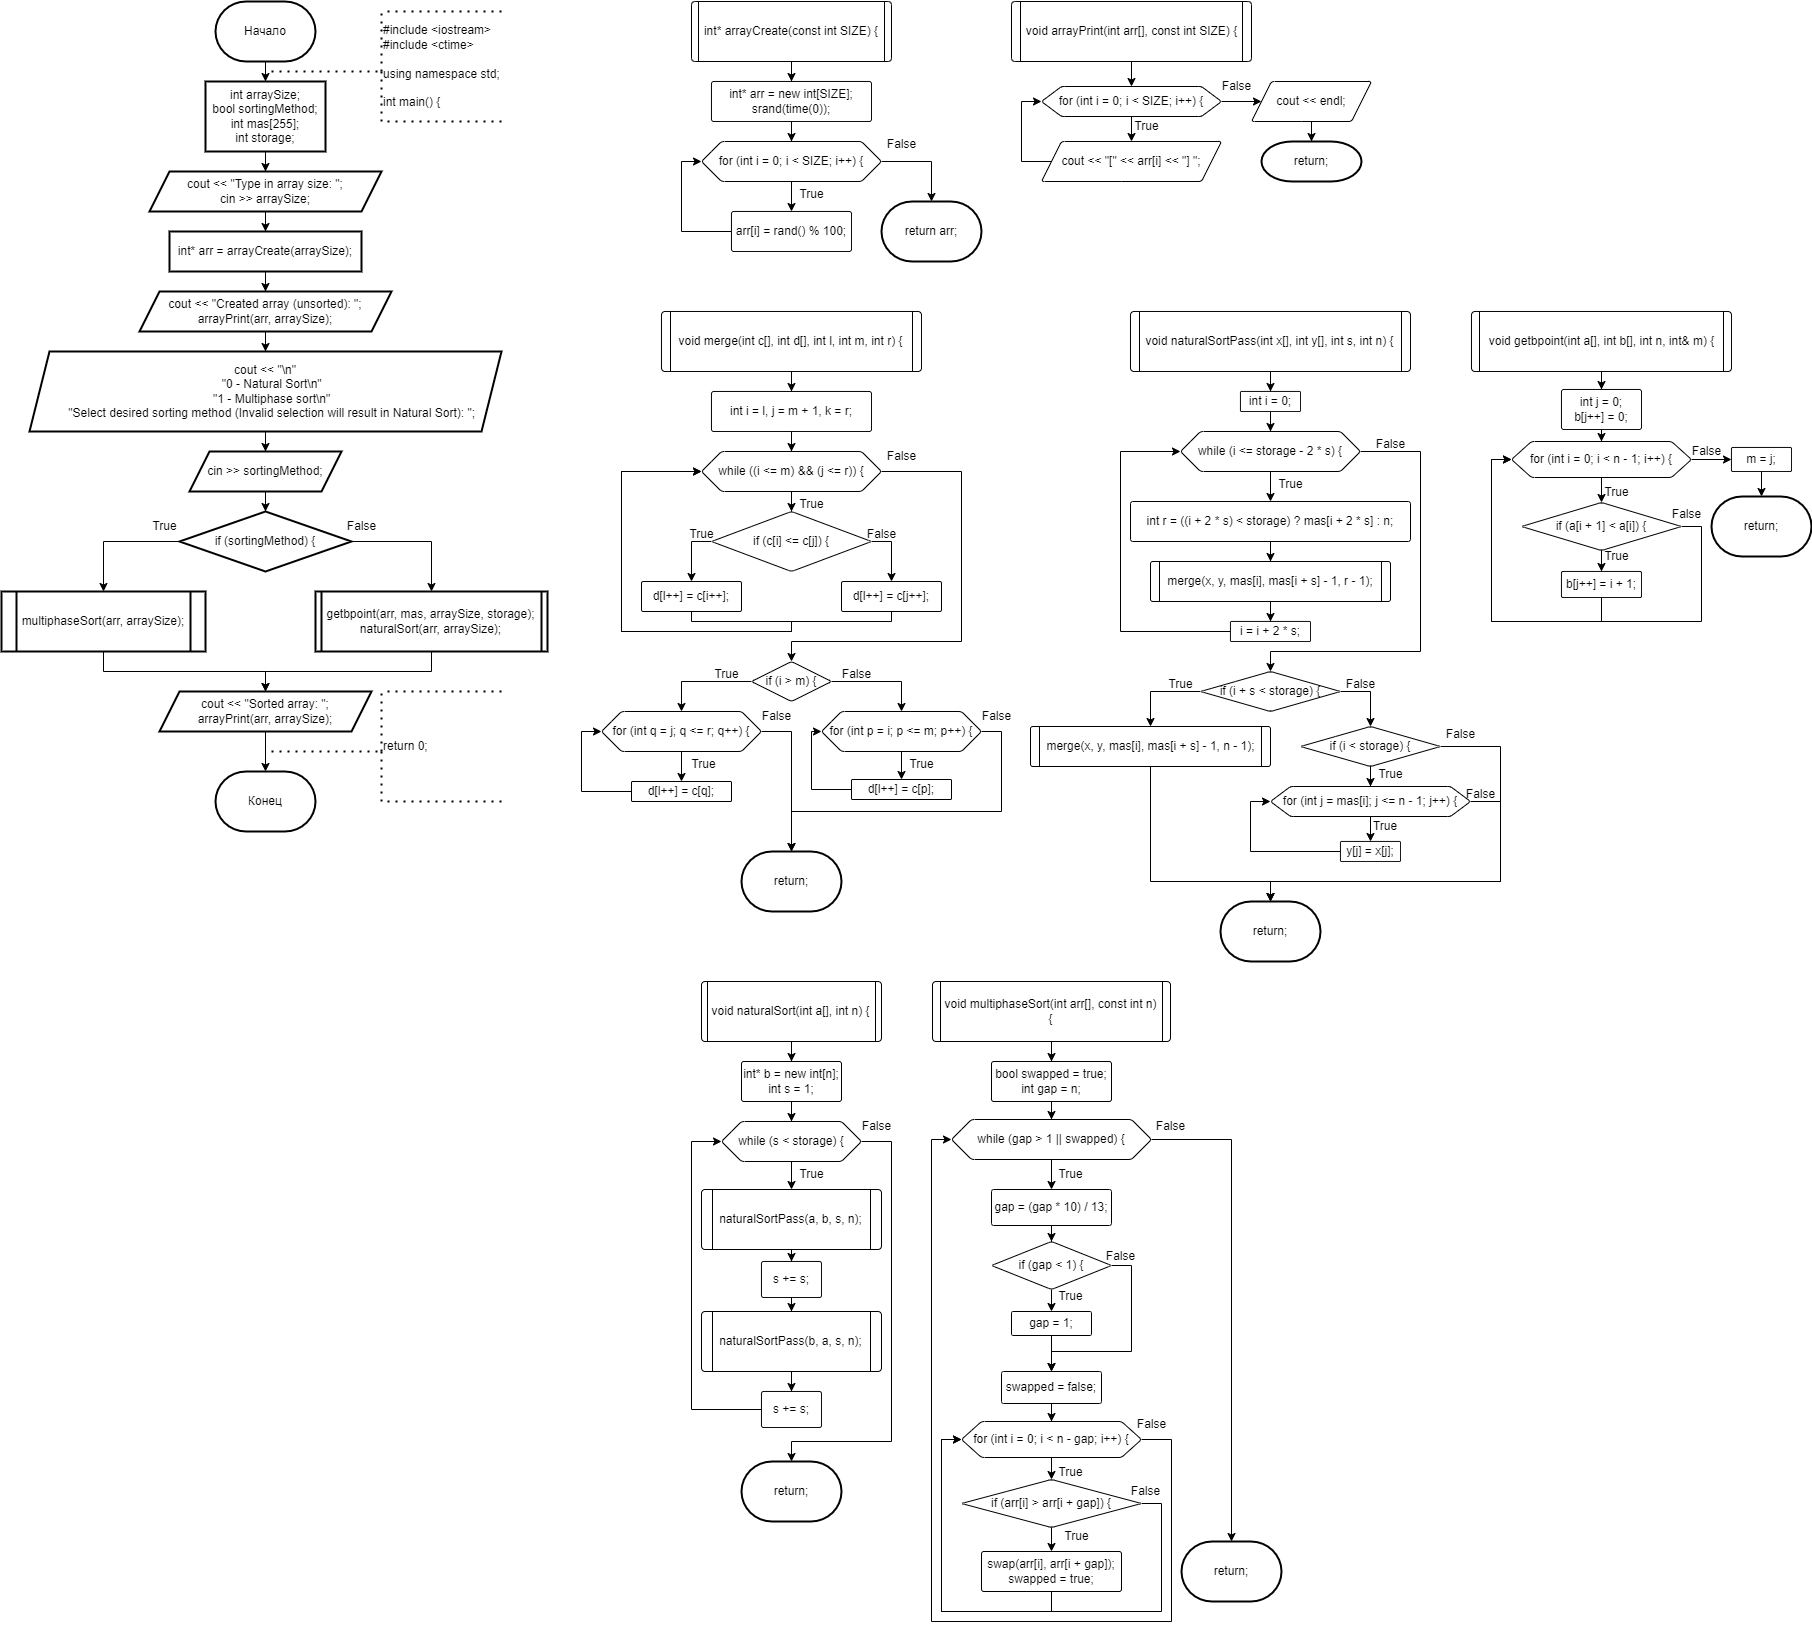 Начало
#include <iostream>
#include <ctime>
using namespace std;
int main() {
int arraySize;
bool sortingMethod;
int mas[255];
int storage;
cout << "Type in array size: ";
cin >> arraySize;
int* arr = arrayCreate(arraySize);
cout << "Created array (unsorted): ";
arrayPrint(arr, arraySize);
cout << "\n"
"0 - Natural Sort\n"
"1 - Multiphase sort\n"
"Select desired sorting method (Invalid selection will result in Natural Sort): ";
cin >> sortingMethod;
True
False
if (sortingMethod) {
multiphaseSort(arr, arraySize);
getbpoint(arr, mas, arraySize, storage);
naturalSort(arr, arraySize);
cout << "Sorted array: ";
arrayPrint(arr, arraySize);
return 0;
Конец
int* arrayCreate(const int SIZE) {
int* arr = new int[SIZE];
srand(time(0));
False
for (int i = 0; i < SIZE; i++) {
True
arr[i] = rand() % 100;
return arr;
void arrayPrint(int arr[], const int SIZE) {
False
for (int i = 0; i < SIZE; i++) {
cout << endl;
True
cout << "[" << arr[i] << "] ";
return;
void merge(int c[], int d[], int l, int m, int r) {
int i = l, j = m + 1, k = r;
False
while ((i <= m) && (j <= r)) {
True
True
if (c[i] <= c[j]) {
False
d[l++] = c[i++];
d[l++] = c[j++];
True
if (i > m) {
False
False
False
for (int q = j; q <= r; q++) {
for (int p = i; p <= m; p++) {
True
True
d[l++] = c[q];
d[l++] = c[p];
return;
void naturalSortPass(int x[], int y[], int s, int n) {
int i = 0;
False
while (i <= storage - 2 * s) {
True
int r = ((i + 2 * s) < storage) ? mas[i + 2 * s] : n;
merge(x, y, mas[i], mas[i + s] - 1, r - 1);
i = i + 2 * s;
True
False
if (i + s < storage) {
merge(x, y, mas[i], mas[i + s] - 1, n - 1);
False
if (i < storage) {
True
False
for (int j = mas[i]; j <= n - 1; j++) {
True
y[j] = x[j];
return;
void getbpoint(int a[], int b[], int n, int& m) {
int j = 0;
b[j++] = 0;
False
for (int i = 0; i < n - 1; i++) {
m = j;
True
False
if (a[i + 1] < a[i]) {
return;
True
b[j++] = i + 1;
void naturalSort(int a[], int n) {
int* b = new int[n];
int s = 1;
False
while (s < storage) {
True
naturalSortPass(a, b, s, n);
s += s;
naturalSortPass(b, a, s, n);
s += s;
return;
void multiphaseSort(int arr[], const int n)
{
bool swapped = true;
int gap = n;
False
while (gap > 1 || swapped) {
True
gap = (gap * 10) / 13;
False
if (gap < 1) {
True
gap = 1;
swapped = false;
False
for (int i = 0; i < n - gap; i++) {
True
False
if (arr[i] > arr[i + gap]) {
True
swap(arr[i], arr[i + gap]);
swapped = true;
return;